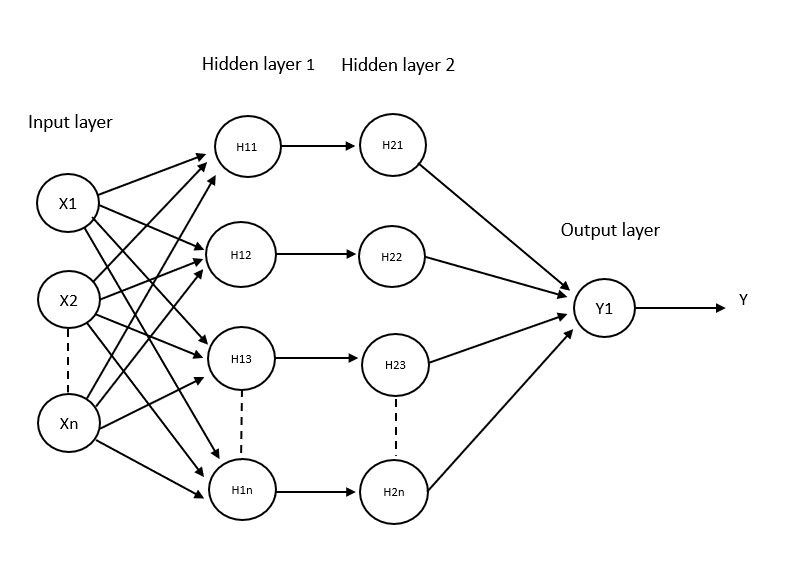 Hidden layer 1
Hidden layer 2
Input layer
H11
H21
X1
Output layer
H12
H22
X2
Y1
Y
H13
H23
Xn
H1n
H2n